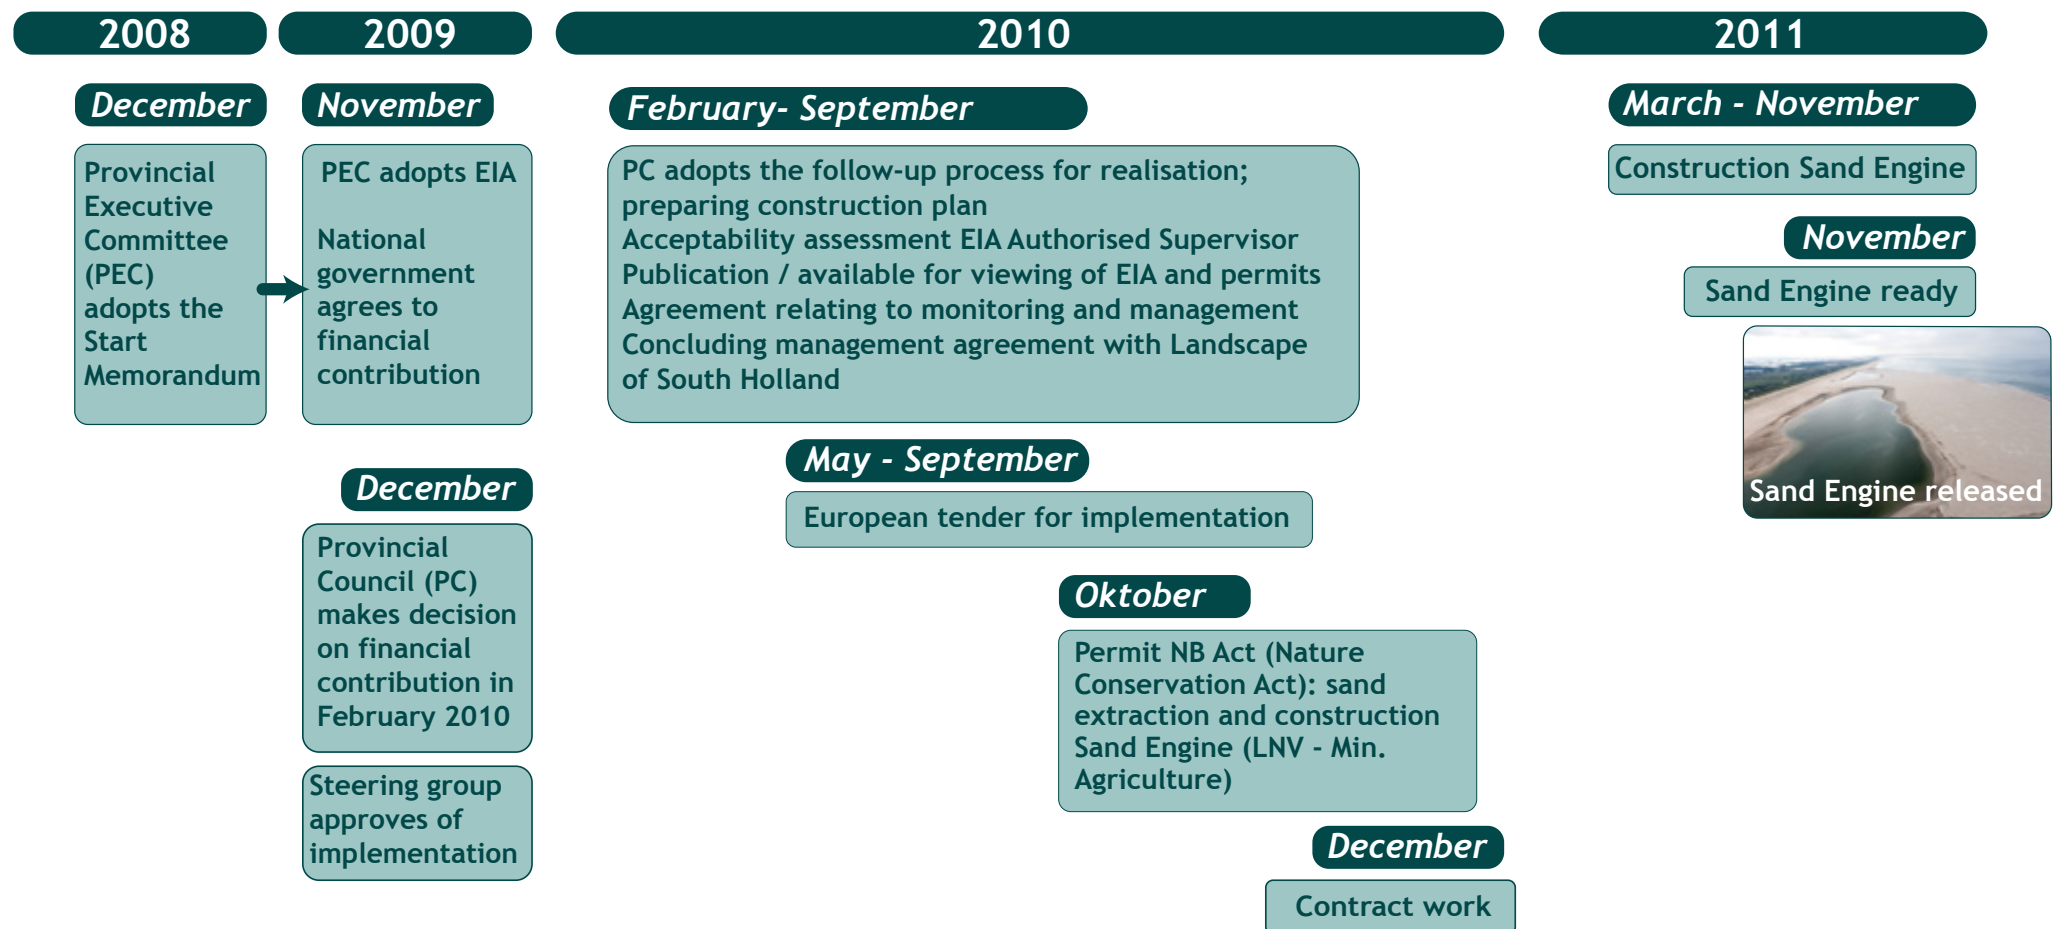 2008
December
Provincial
Executive
Committee
(PEC)
adopts the
Start
Memorandum
2009
November
PEC adopts EIA
National
government
agrees to
financial
contribution
December
Provincial
Council (PC)
makes decision
on financial
contribution in
February 2010
Steering group
approves of
implementation
2010
February- September
PC adopts the follow-up process for realisation;
preparing construction plan
Acceptability assessment EIA Authorised Supervisor
Publication / available for viewing of EIA and permits
Agreement relating to monitoring and management
Concluding management agreement with Landscape
of South Holland
May - September
European tender for implementation
Oktober
Permit NB Act (Nature
Conservation Act): sand
extraction and construction
Sand Engine (LNV - Min.
Agriculture)
December
Contract work
2011
March - November
Construction Sand Engine
November
Sand Engine ready
Sand Engine released